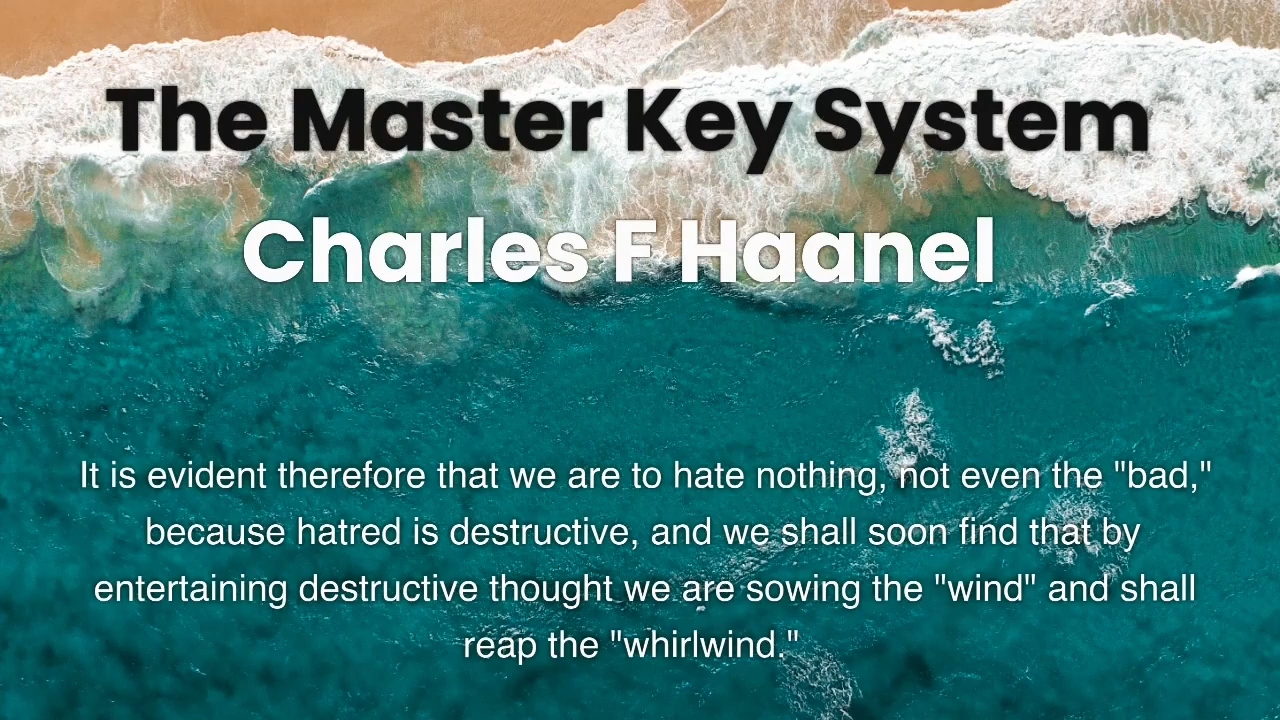 The Master Key System
Charles F Haanel
It is evident therefore that we are to hate nothing, not even the "bad,"
because hatred is destructive, and we shall soon find that by
entertaining destructive thought we are sowing the "wind" and shall
reap the "whirlwind."